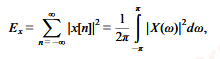 $$E_x = \sum_{n=-\infty}^{\infty} |x[n]|^2 = \frac{1}{2\pi} \int_{-\pi}^{\pi} |X(\omega)|^2 d\omega,$$